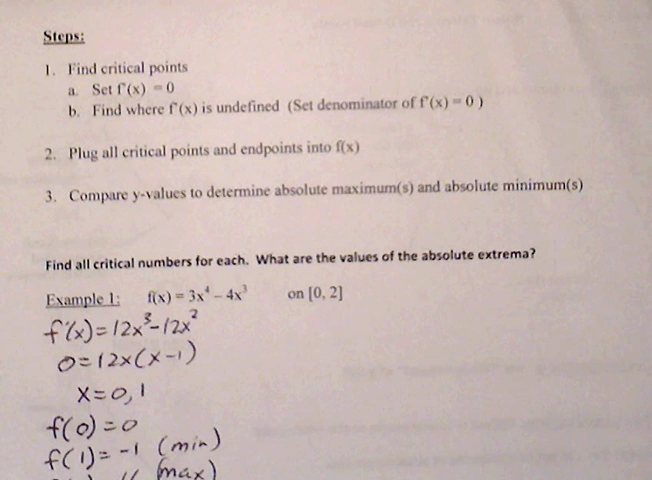 Steps:
1. Find critical points
a. Set f'(x) = 0
b. Find where f'(x) is undefined (Set denominator of f'(x) = 0 )
2. Plug all critical points and endpoints into f(x)
3. Compare y-values to determine absolute maximum(s) and absolute minimum(s)
Find all critical numbers for each. What are the values of the absolute extrema?
Example 1: f(x) = 3x⁴ – 4x³ on [0, 2]
f'(x)=12x³-12x²
0=12x(x-1)
x=0,1
f(0)=0
f(1)=-1 (min)
(max)